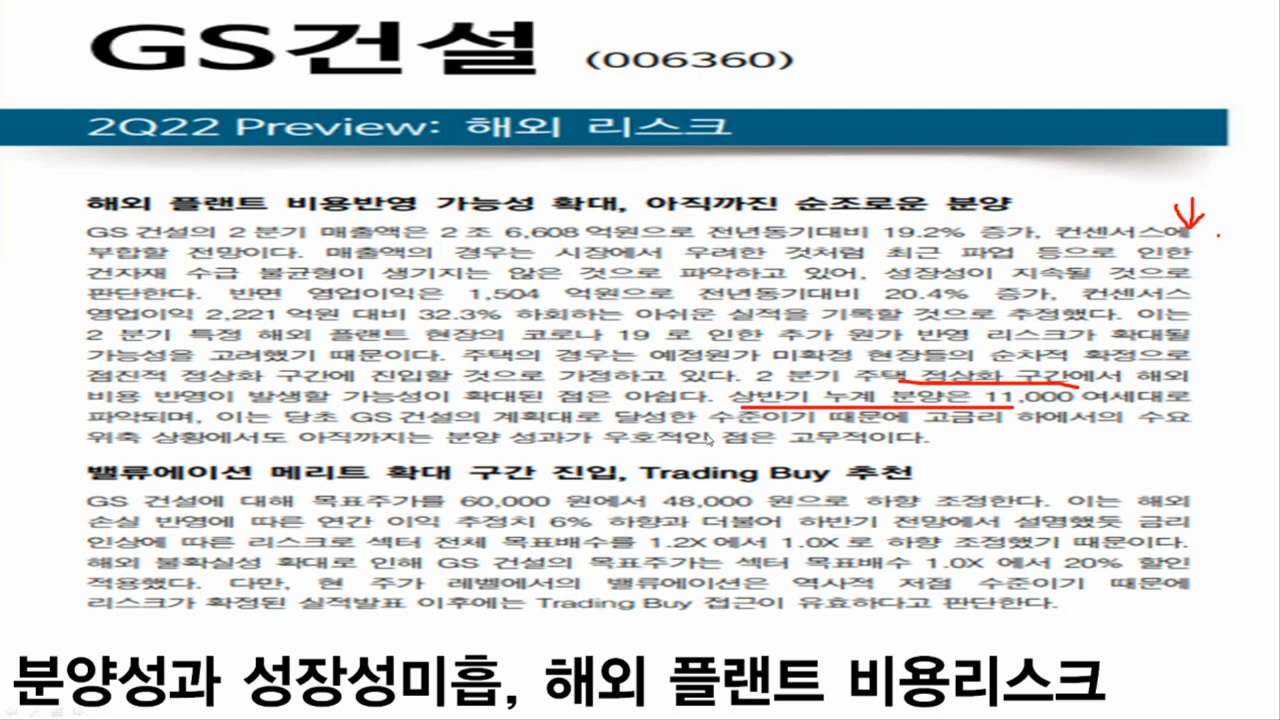 GS건설 (006360)
2Q22 Preview: 해외 리스크
해외 플랜트 비용반영 가능성 확대, 아직까진 순조로운 분양
GS 건설의 2 분기 매출액은 2 조 6,608 억원으로 전년동기대비 19.2% 증가, 컨센서스에
부합할 전망이다. 매출액의 경우는 시장에서 우려한 것처럼 최근 파업 등으로 인한
건자재 수급 불균형이 생기지는 않은 것으로 파악하고 있어, 성장성이 지속될 것으로
판단한다. 반면 영업이익은 1,504 억원으로 전년동기대비 20.4% 증가, 컨센서스
영업이익 2,221 억원 대비 32.3% 하회하는 아쉬운 실적을 기록할 것으로 추정했다. 이는
2 분기 특정 해외 플랜트 현장의 코로나 19 로 인한 추가 원가 반영 리스크가 확대될
가능성을 고려했기 때문이다. 주택의 경우는 예정원가 미확정 현장들의 순차적 확정으로
점진적 정상화 구간에 진입할 것으로 가정하고 있다. 2 분기 주택 정상화 구간에서 해외
비용 반영이 발생할 가능성이 확대된 점은 아쉽다. 상반기 누계 분양은 11,000 여세대로
파악되며, 이는 당초 GS 건설의 계획대로 달성한 수준이기 때문에 고금리 하에서의 수요
위축 상황에서도 아직까지는 분양 성과가 우호적인 점은 고무적이다.
밸류에이션 메리트 확대 구간 진입, Trading Buy 추천
GS 건설에 대해 목표주가를 60,000 원에서 48,000 원으로 하향 조정한다. 이는 해외
손실 반영에 따른 연간 이익 추정치 6% 하향과 더불어 하반기 전망에서 설명했듯 금리
인상에 따른 리스크로 섹터 전체 목표배수를 1.2X 에서 1.0X 로 하향 조정했기 때문이다.
해외 불확실성 확대로 인해 GS 건설의 목표주가는 섹터 목표배수 1.0X 에서 20% 할인
적용했다. 다만, 현 주가 레벨에서의 밸류에이션은 역사적 저점 수준이기 때문에
리스크가 확정된 실적발표 이후에는 Trading Buy 접근이 유효하다고 판단한다.
분양성과 성장성미흡, 해외 플랜트 비용리스크